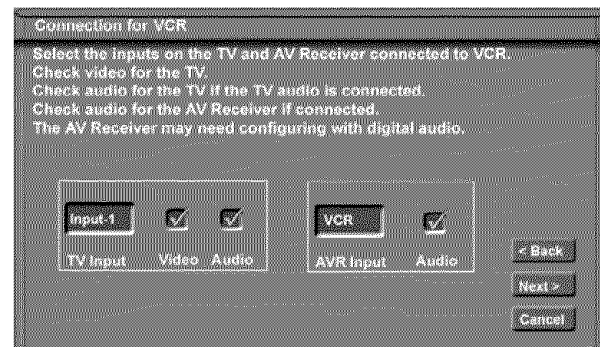 Connection for VCR
Select the inputs on the TV and AV Receiver connected to VCR.
Check video for the TV.
Check audio for the TV if the TV audio is connected.
Check audio for the AV Receiver if connected.
The AV Receiver may need configuring with digital audio.
Input-1
VCR
TV Input Video Audio
AVR Input Audio
< Back
Next >
Cancel